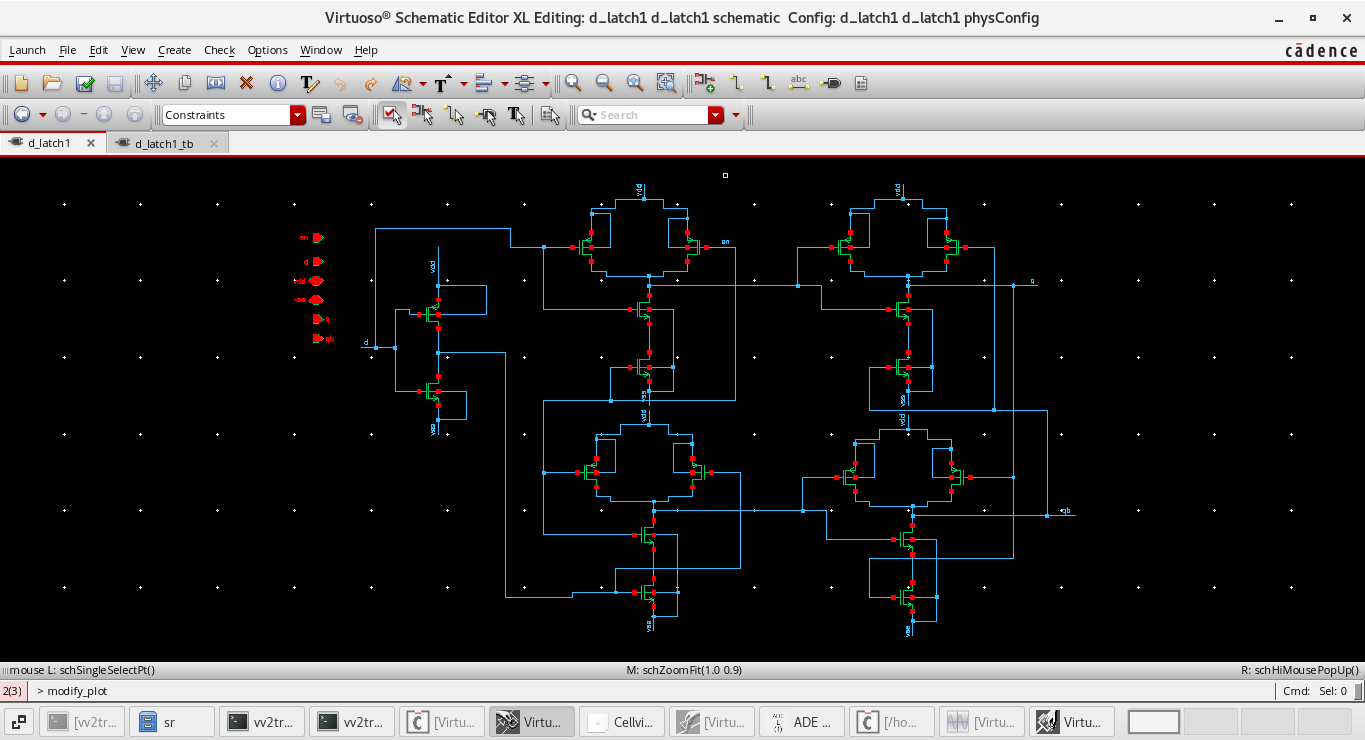 Virtuoso® Schematic Editor XL Editing: d_latch1 d_latch1 schematic Config: d_latch1 d_latch1 physConfig
Launch File Edit View Create Check Options Window Help cādence
abc
Constraints Search
d_latch1 d_latch1_tb
vdd vdd
en
en
vdd
d
vdd
q
vss
q
qb
d
vss vss
vdd vdd
vss
qb
vss vss
mouse L: schSingleSelectPt() M: schZoomFit(1.0 0.9) R: schHiMousePopUp()
2(3) > modify_plot Cmd: Sel: 0
[vv2tr... sr vv2tr... vv2tr... [Virtu... Virtu... Cellvi... [Virtu... ADE ... [/ho... [Virtu... Virtu...